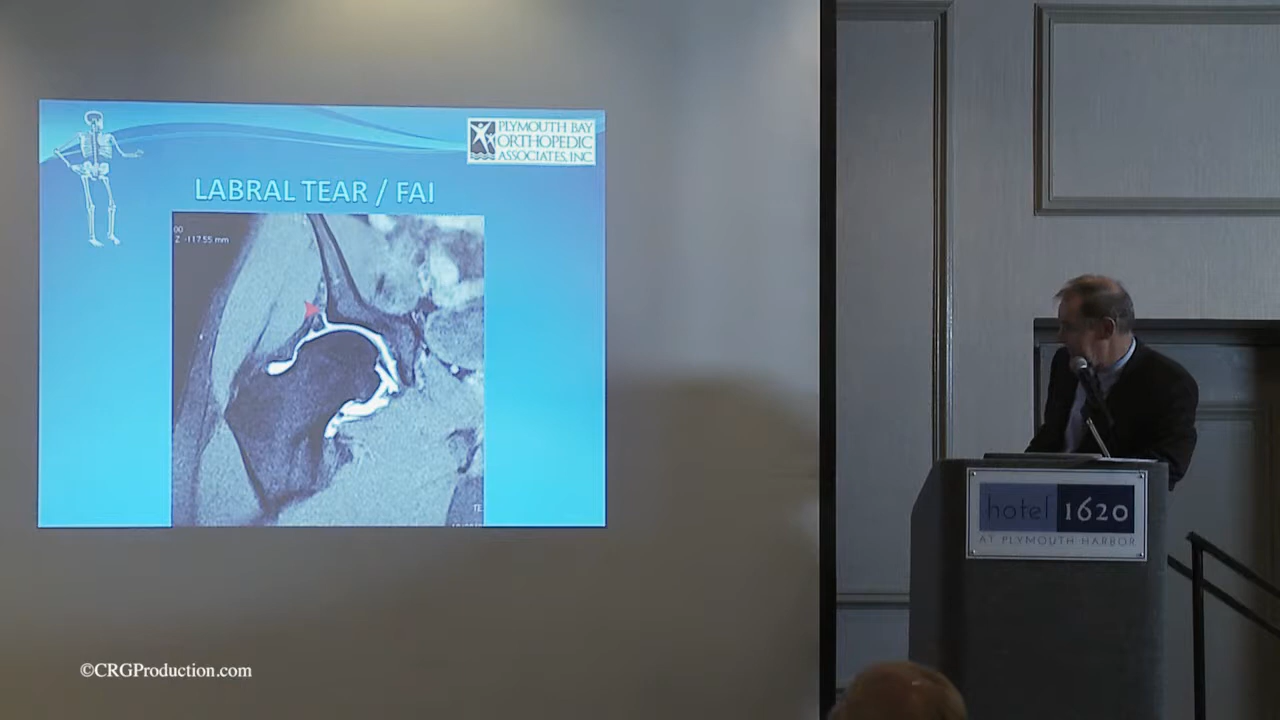 PLYMOUTH BAY
ORTHOPEDIC
ASSOCIATES, INC.
LABRAL TEAR / FAI
Z -117.55 mm
hotel 1620
AT PLYMOUTH HARBOR
©CRGProduction.com